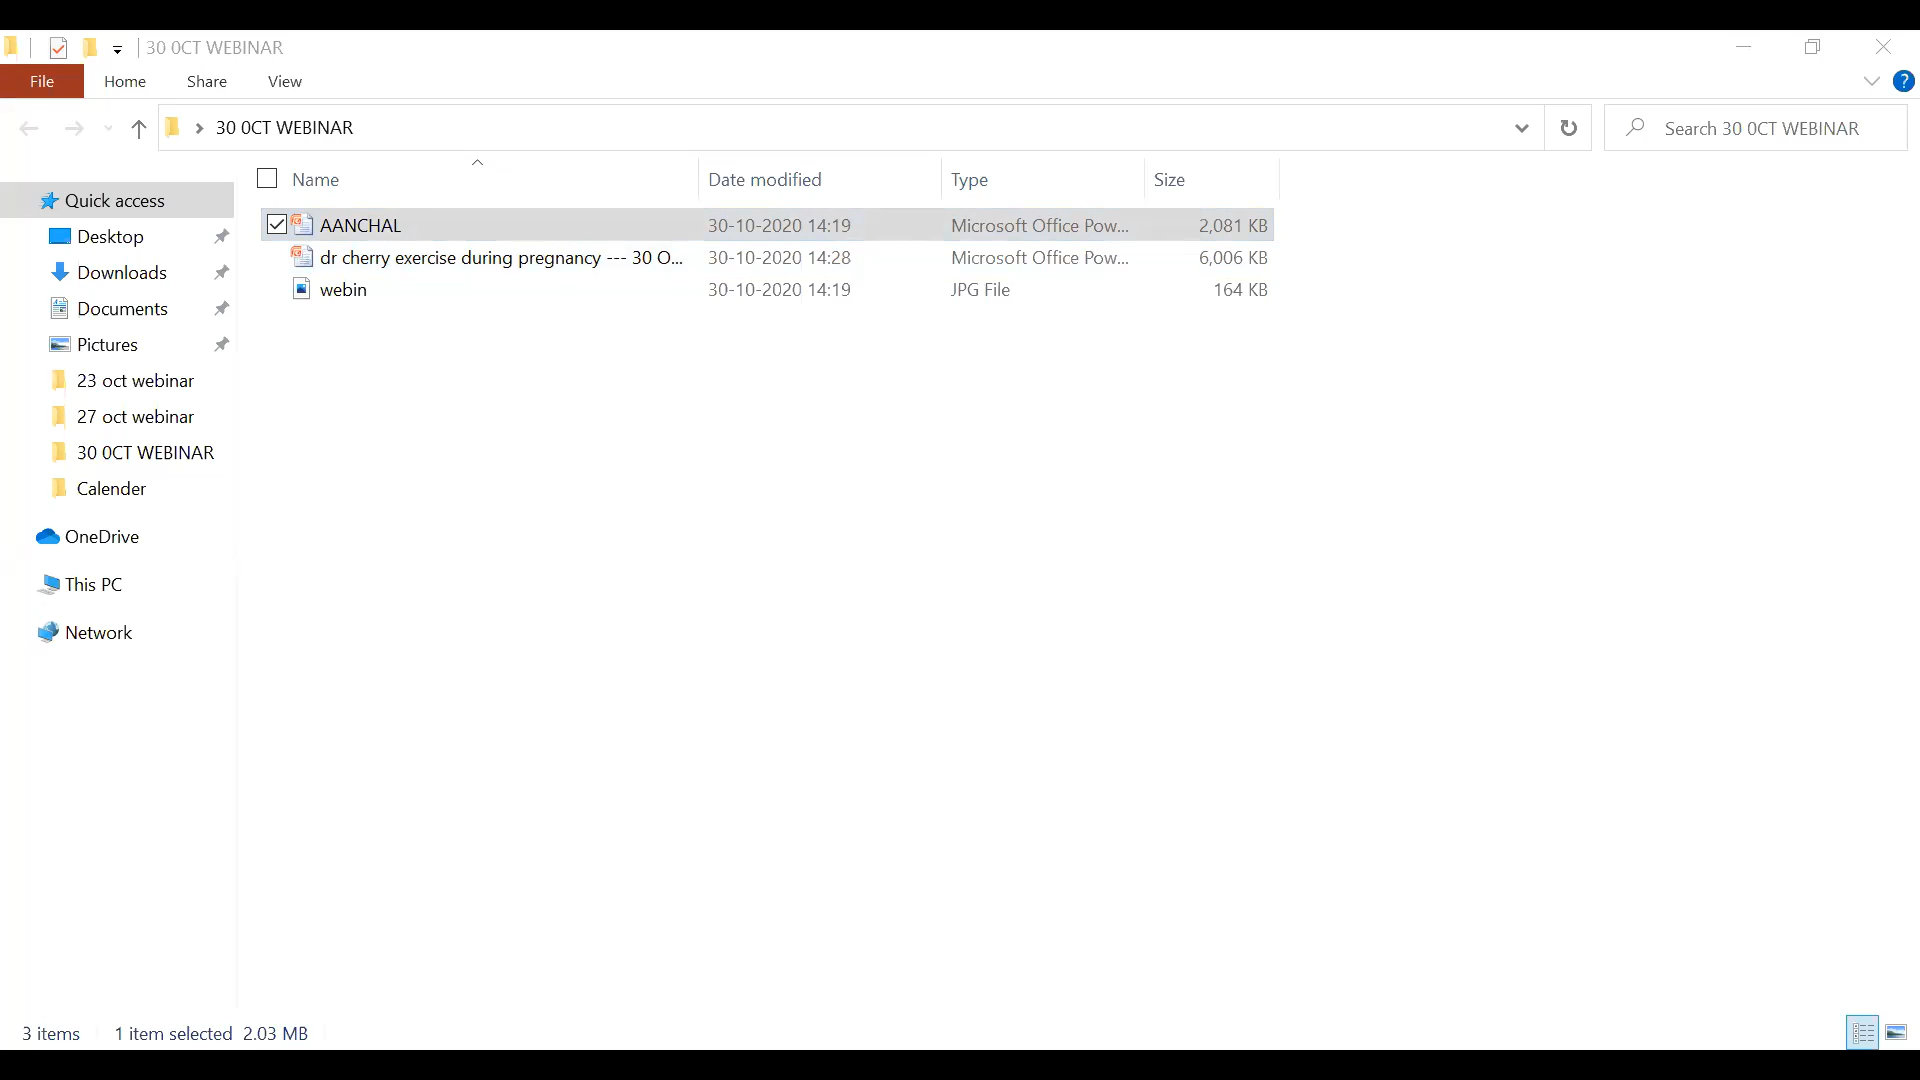 30 0CT WEBINAR
File Home Share View ?
30 0CT WEBINAR Search 30 0CT WEBINAR
Name Date modified Type Size
Quick access
AANCHAL 30-10-2020 14:19 Microsoft Office Pow... 2,081 KB
Desktop
dr cherry exercise during pregnancy --- 30 O... 30-10-2020 14:28 Microsoft Office Pow... 6,006 KB
Downloads
webin 30-10-2020 14:19 JPG File 164 KB
Documents
Pictures
23 oct webinar
27 oct webinar
30 0CT WEBINAR
Calender
OneDrive
This PC
Network
3 items 1 item selected 2.03 MB